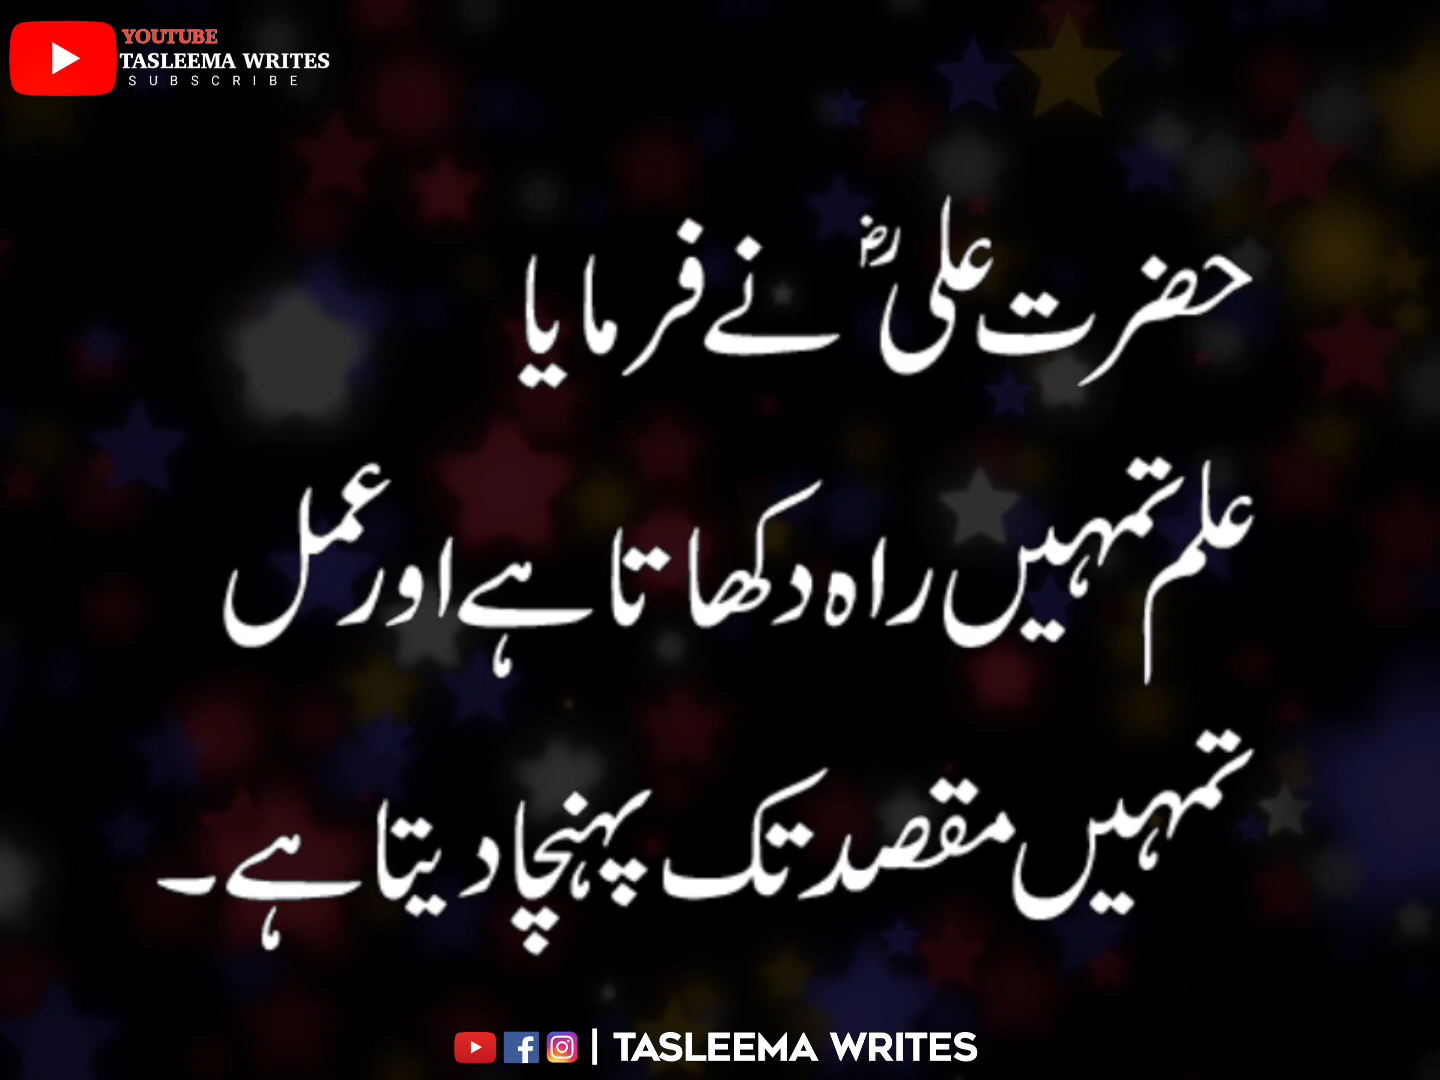 YOUTUBE
TASLEEMA WRITES
SUBSCRIBE
حضرت علیؓ نے فرمایا
علم تمہیں راہ دکھاتا ہے اور عمل
تمہیں مقصد تک پہنچا دیتا ہے۔
| TASLEEMA WRITES